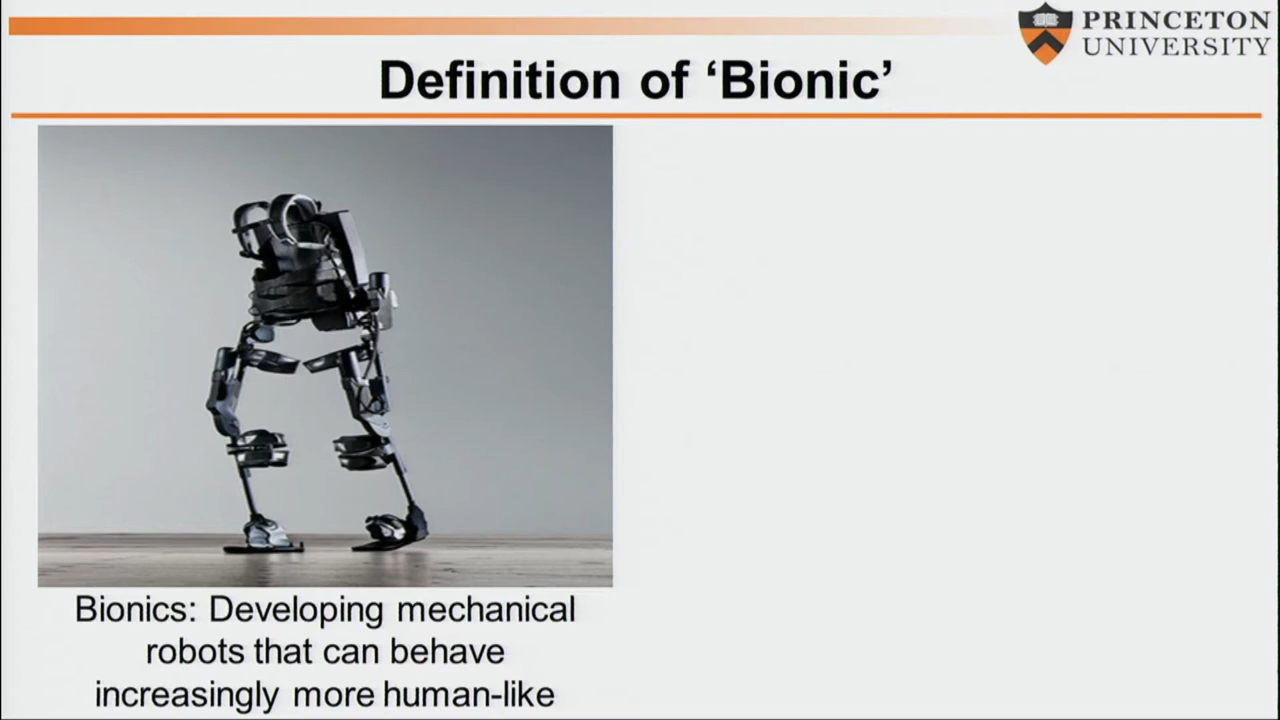 PRINCETON
UNIVERSITY
Definition of ‘Bionic’
Bionics: Developing mechanical
robots that can behave
increasingly more human-like